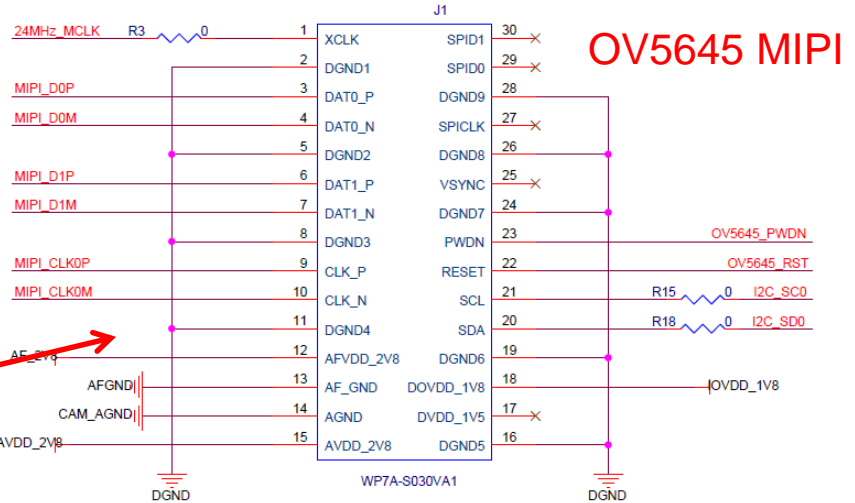 J1
OV5645 MIPI
24MHz_MCLK R3 0 1 XCLK SPID1 30
2 DGND1 SPID0 29
MIPI_D0P 3 DAT0_P DGND9 28
MIPI_D0M 4 DAT0_N SPICLK 27
5 DGND2 DGND8 26
MIPI_D1P 6 DAT1_P VSYNC 25
MIPI_D1M 7 DAT1_N DGND7 24
8 DGND3 PWDN 23 OV5645_PWDN
MIPI_CLK0P 9 CLK_P RESET 22 OV5645_RST
MIPI_CLK0M 10 CLK_N SCL 21 R15 0 I2C_SC0
11 DGND4 SDA 20 R18 0 I2C_SD0
AF_2V8 12 AFVDD_2V8 DGND6 19
AFGND 13 AF_GND DOVDD_1V8 18 IOVDD_1V8
CAM_AGND 14 AGND DVDD_1V5 17
AVDD_2V8 15 AVDD_2V8 DGND5 16
WP7A-S030VA1
DGND DGND